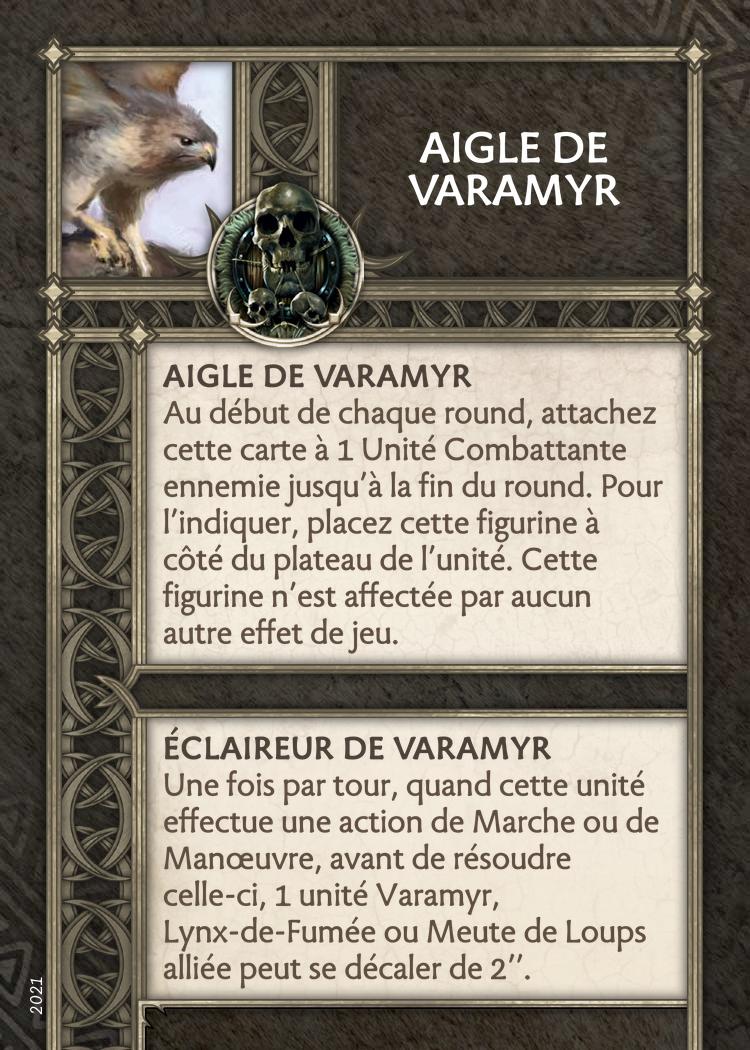 AIGLE DE
VARAMYR
AIGLE DE VARAMYR
Au début de chaque round, attachez
cette carte à 1 Unité Combattante
ennemie jusqu’à la fin du round. Pour
l’indiquer, placez cette figurine à
côté du plateau de l’unité. Cette
figurine n’est affectée par aucun
autre effet de jeu.
ÉCLAIREUR DE VARAMYR
Une fois par tour, quand cette unité
effectue une action de Marche ou de
Manœuvre, avant de résoudre
celle-ci, 1 unité Varamyr,
Lynx-de-Fumée ou Meute de Loups
alliée peut se décaler de 2’’.
2021